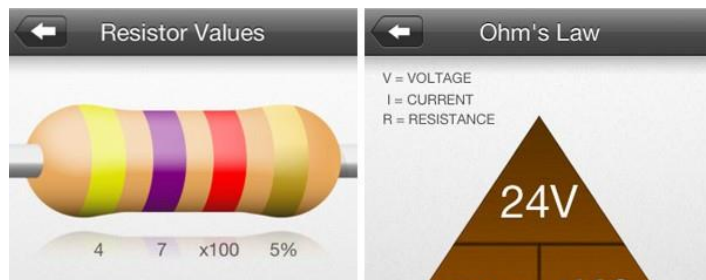 Resistor Values
4 7 x100 5%
Ohm's Law
V = VOLTAGE
I = CURRENT
R = RESISTANCE
24V